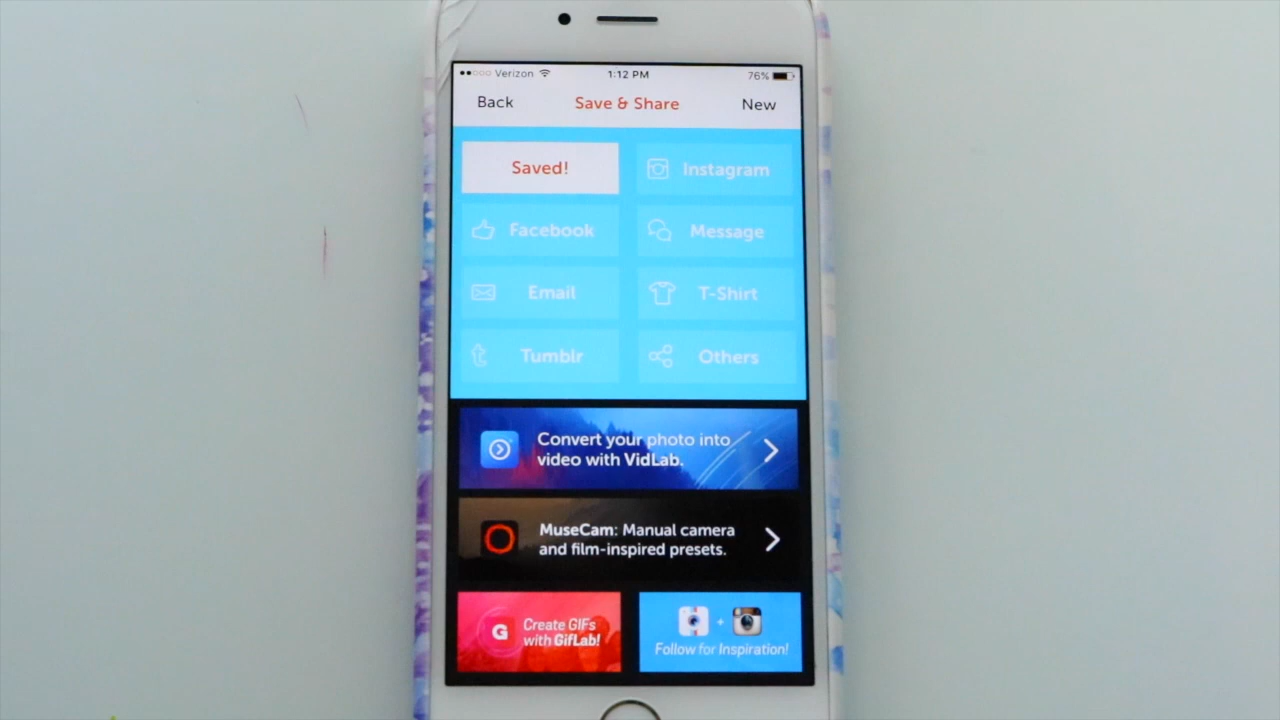 Verizon 1:12 PM 76%
Back Save & Share New
Saved! Instagram
Facebook Message
Email T-Shirt
Tumblr Others
Convert your photo into
video with VidLab.
MuseCam: Manual camera
and film-inspired presets.
G Create GIFs
with GifLab!
+
Follow for Inspiration!